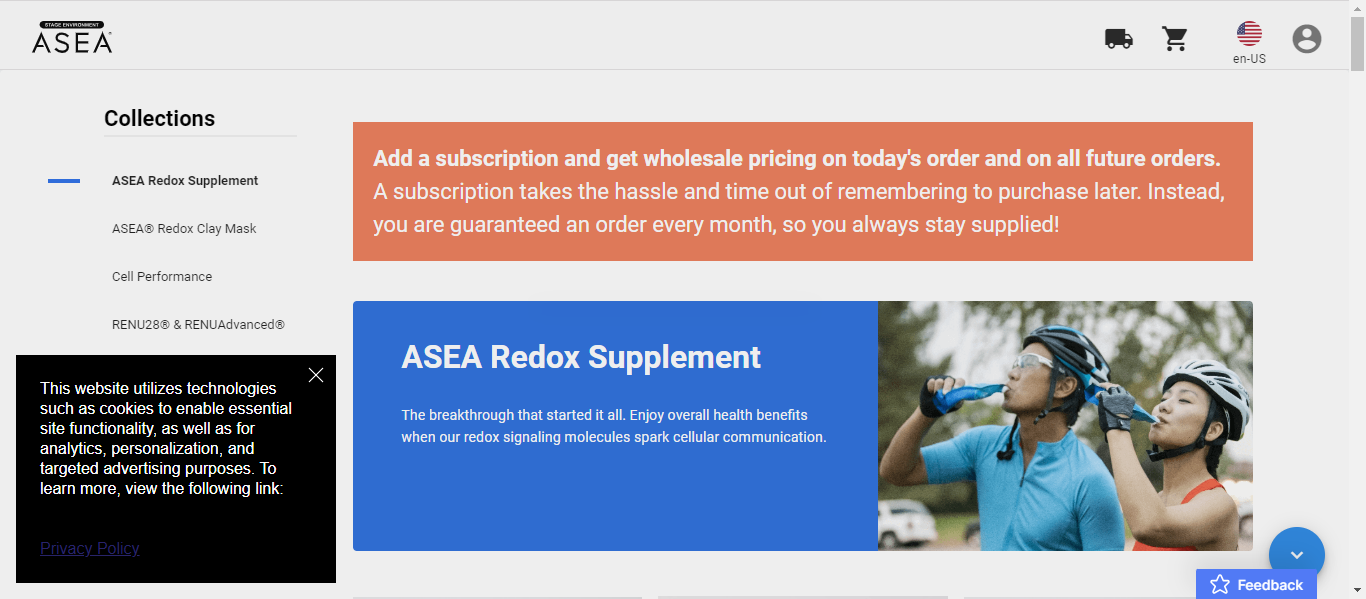 STAGE ENVIRONMENT
ASEA
en-US
Collections
ASEA Redox Supplement
ASEA® Redox Clay Mask
Cell Performance
RENU28® & RENUAdvanced®
Add a subscription and get wholesale pricing on today's order and on all future orders.
A subscription takes the hassle and time out of remembering to purchase later. Instead,
you are guaranteed an order every month, so you always stay supplied!
ASEA Redox Supplement
The breakthrough that started it all. Enjoy overall health benefits
when our redox signaling molecules spark cellular communication.
This website utilizes technologies
such as cookies to enable essential
site functionality, as well as for
analytics, personalization, and
targeted advertising purposes. To
learn more, view the following link:
Privacy Policy
Feedback